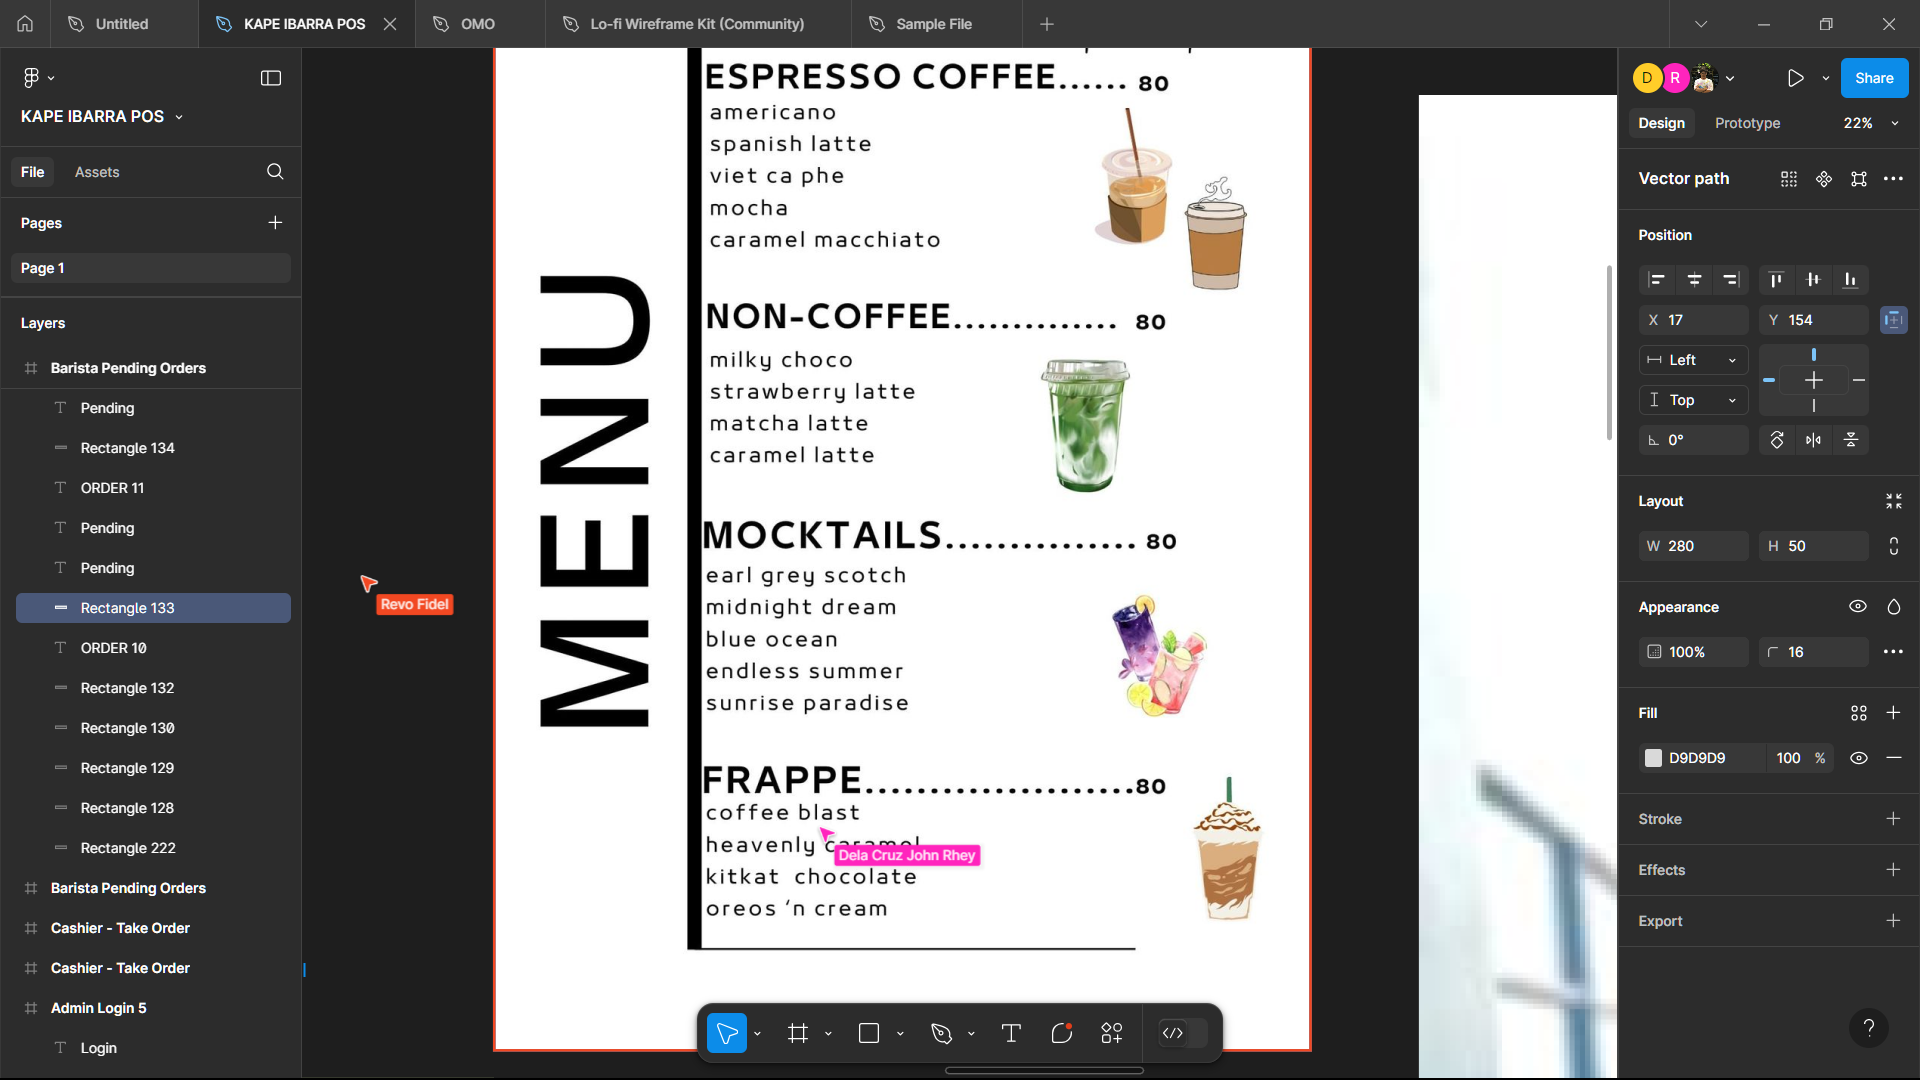 Untitled
KAPE IBARRA POS
OMO
Lo-fi Wireframe Kit (Community)
Sample File
KAPE IBARRA POS
File
Assets
Pages
Page 1
Layers
Barista Pending Orders
Pending
Rectangle 134
ORDER 11
Pending
Pending
Rectangle 133
ORDER 10
Rectangle 132
Rectangle 130
Rectangle 129
Rectangle 128
Rectangle 222
Barista Pending Orders
Cashier - Take Order
Cashier - Take Order
Admin Login 5
Login
Revo Fidel
MENU
ESPRESSO COFFEE...... 80
americano
spanish latte
viet ca phe
mocha
caramel macchiato
NON-COFFEE.............. 80
milky choco
strawberry latte
matcha latte
caramel latte
MOCKTAILS............... 80
earl grey scotch
midnight dream
blue ocean
endless summer
sunrise paradise
FRAPPE.....................80
coffee blast
heavenly caramel
Dela Cruz John Rhey
kitkat chocolate
oreos 'n cream
D
R
Share
Design
Prototype
22%
Vector path
Position
X 17
Y 154
Left
Top
0°
Layout
W 280
H 50
Appearance
100%
16
Fill
D9D9D9
100 %
Stroke
Effects
Export
?